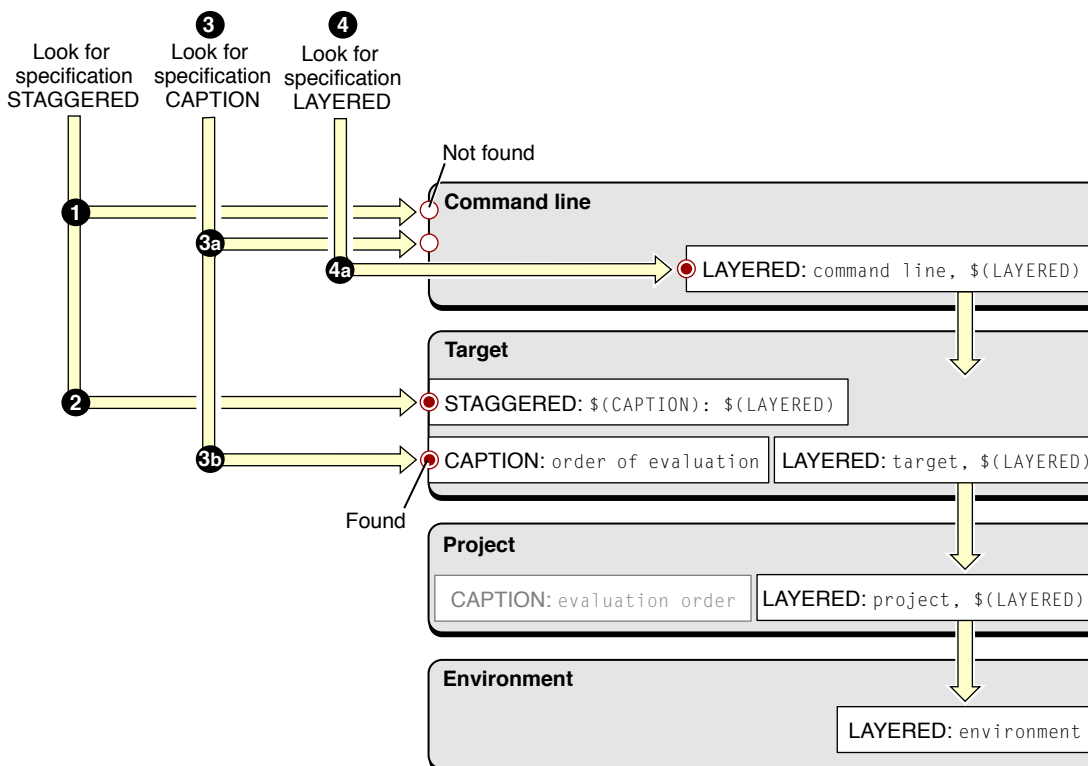 3
4
Look for
specification
STAGGERED
Look for
specification
CAPTION
Look for
specification
LAYERED
Not found
Command line
1
3a
4a
LAYERED: command line, $(LAYERED)
Target
2
STAGGERED: $(CAPTION): $(LAYERED)
3b
CAPTION: order of evaluation
LAYERED: target, $(LAYERED)
Found
Project
CAPTION: evaluation order
LAYERED: project, $(LAYERED)
Environment
LAYERED: environment